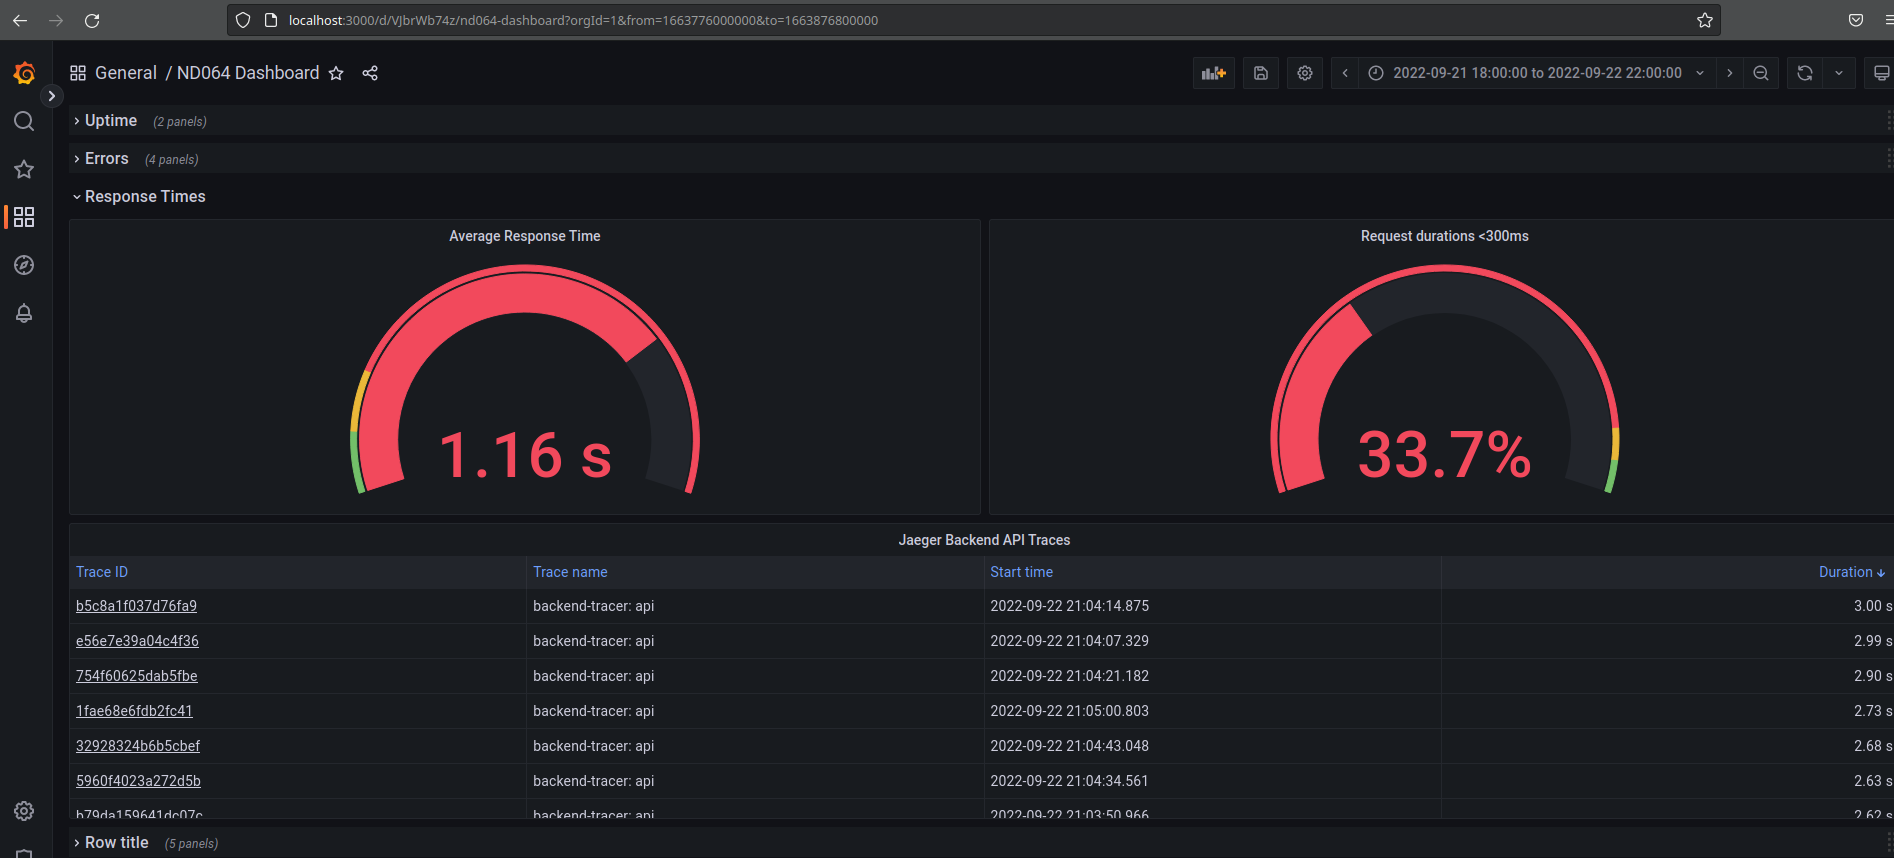 localhost:3000/d/VJbrWb74z/nd064-dashboard?orgId=1&from=1663776000000&to=1663876800000
General / ND064 Dashboard 2022-09-21 18:00:00 to 2022-09-22 22:00:00
Uptime (2 panels)
Errors (4 panels)
Response Times
Average Response Time
1.16 s
Request durations <300ms
33.7%
Jaeger Backend API Traces
Trace ID Trace name Start time Duration
b5c8a1f037d76fa9 backend-tracer: api 2022-09-22 21:04:14.875 3.00 s
e56e7e39a04c4f36 backend-tracer: api 2022-09-22 21:04:07.329 2.99 s
754f60625dab5fbe backend-tracer: api 2022-09-22 21:04:21.182 2.90 s
1fae68e6fdb2fc41 backend-tracer: api 2022-09-22 21:05:00.803 2.73 s
32928324b6b5cbef backend-tracer: api 2022-09-22 21:04:43.048 2.68 s
5960f4023a272d5b backend-tracer: api 2022-09-22 21:04:34.561 2.63 s
b79da159641dc07c backend-tracer: api 2022-09-22 21:03:50.966 2.62 s
Row title (5 panels)